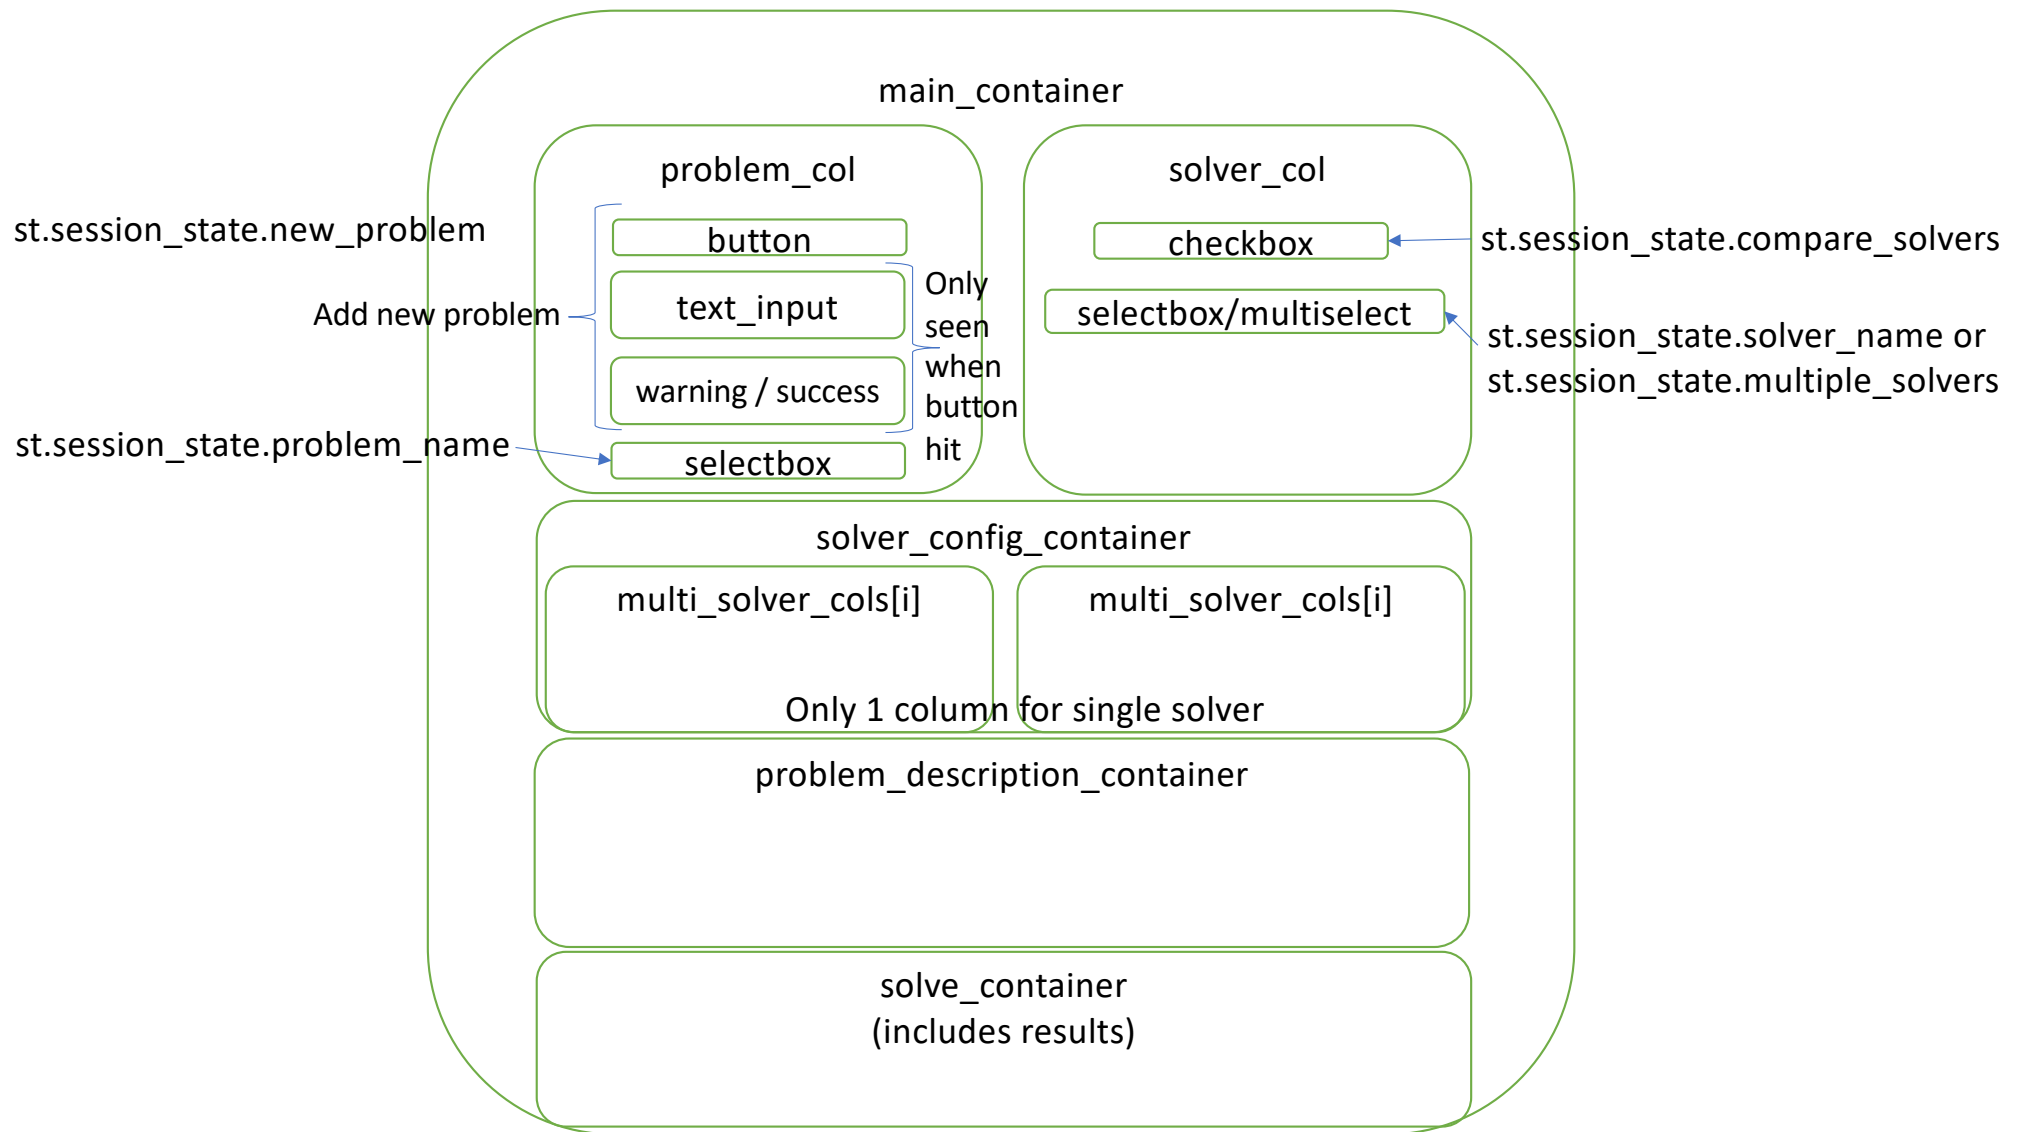 main_container
problem_col
solver_col
st.session_state.new_problem
button
checkbox
st.session_state.compare_solvers
Add new problem
text_input
Only
seen
when
button
hit
selectbox/multiselect
st.session_state.solver_name or
st.session_state.multiple_solvers
warning / success
st.session_state.problem_name
selectbox
solver_config_container
multi_solver_cols[i]
multi_solver_cols[i]
Only 1 column for single solver
problem_description_container
solve_container
(includes results)